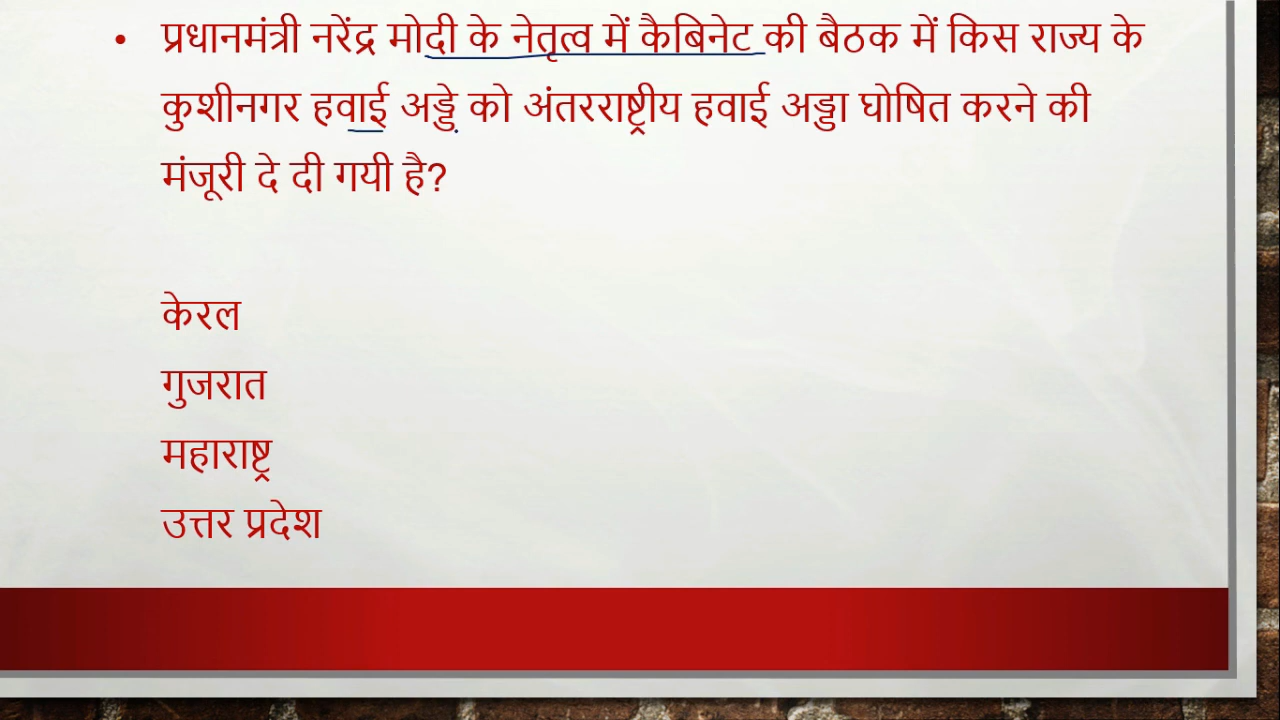 • प्रधानमंत्री नरेंद्र मोदी के नेतृत्व में कैबिनेट की बैठक में किस राज्य के
कुशीनगर हवाई अड्डे को अंतरराष्ट्रीय हवाई अड्डा घोषित करने की
मंजूरी दे दी गयी है?
केरल
गुजरात
महाराष्ट्र
उत्तर प्रदेश